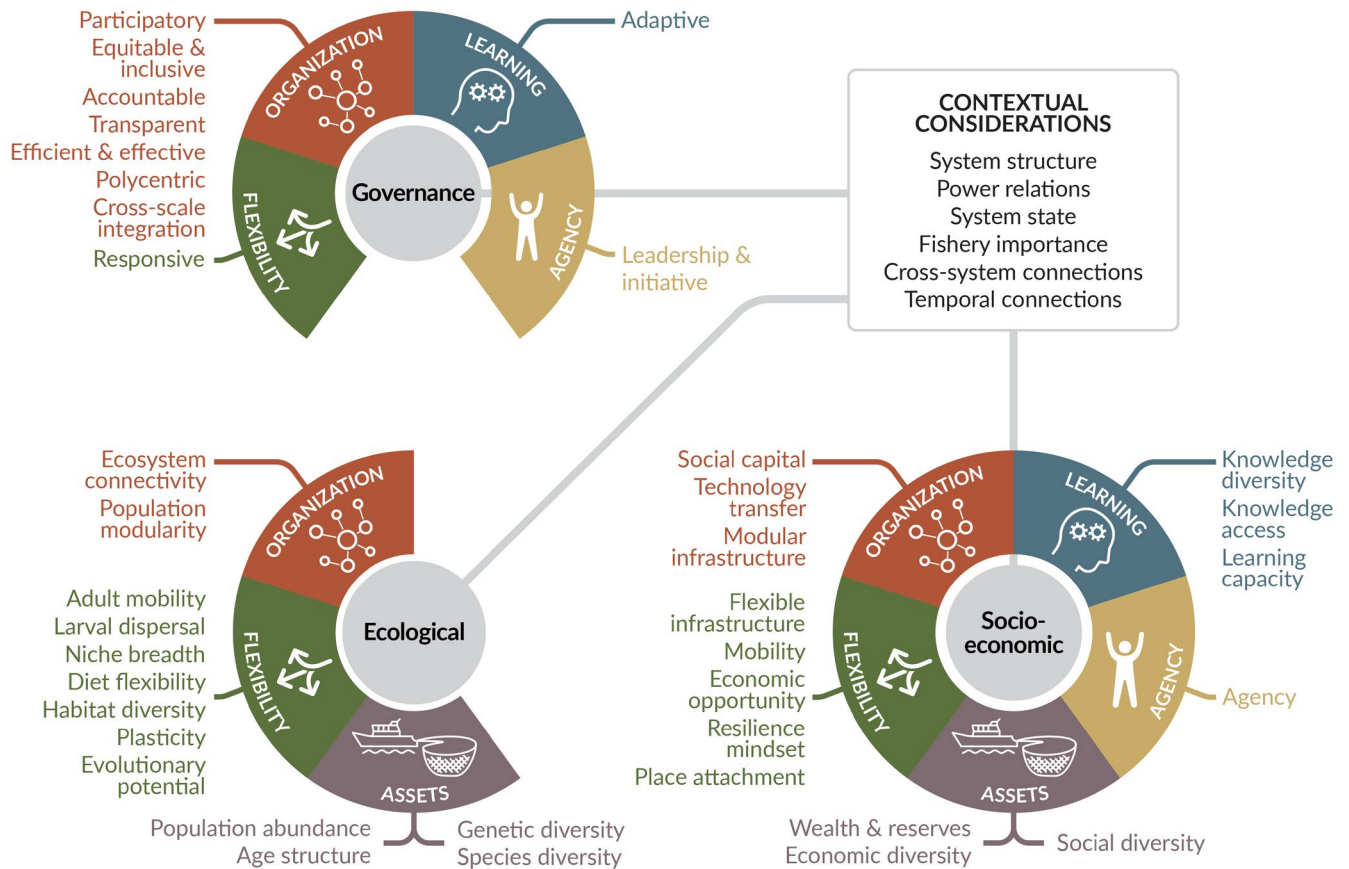 Participatory
Equitable &
inclusive
Accountable
Transparent
Efficient & effective
Polycentric
Cross-scale
integration
Responsive
ORGANIZATION
LEARNING
FLEXIBILITY
AGENCY
Governance
Adaptive
Leadership &
initiative
CONTEXTUAL
CONSIDERATIONS
System structure
Power relations
System state
Fishery importance
Cross-system connections
Temporal connections
Ecosystem
connectivity
Population
modularity
Adult mobility
Larval dispersal
Niche breadth
Diet flexibility
Habitat diversity
Plasticity
Evolutionary
potential
ORGANIZATION
FLEXIBILITY
ASSETS
Ecological
Population abundance
Age structure
Genetic diversity
Species diversity
Social capital
Technology
transfer
Modular
infrastructure
Flexible
infrastructure
Mobility
Economic
opportunity
Resilience
mindset
Place attachment
ORGANIZATION
LEARNING
FLEXIBILITY
AGENCY
ASSETS
Socio-
economic
Knowledge
diversity
Knowledge
access
Learning
capacity
Agency
Wealth & reserves
Economic diversity
Social diversity